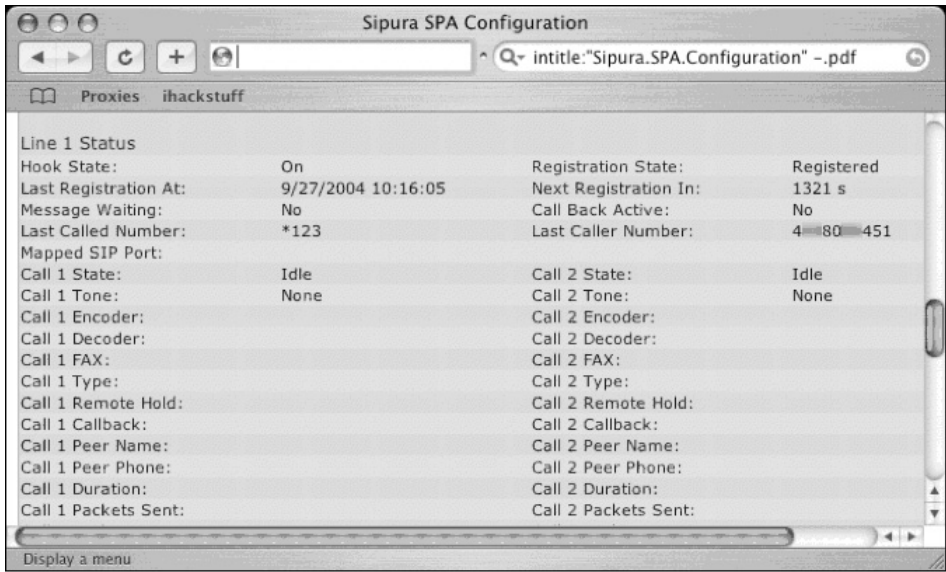 Sipura SPA Configuration
intitle:"Sipura.SPA.Configuration" -.pdf
Proxies ihackstuff
Line 1 Status
Hook State: On Registration State: Registered
Last Registration At: 9/27/2004 10:16:05 Next Registration In: 1321 s
Message Waiting: No Call Back Active: No
Last Called Number: *123 Last Caller Number: 4 80 451
Mapped SIP Port:
Call 1 State: Idle Call 2 State: Idle
Call 1 Tone: None Call 2 Tone: None
Call 1 Encoder: Call 2 Encoder:
Call 1 Decoder: Call 2 Decoder:
Call 1 FAX: Call 2 FAX:
Call 1 Type: Call 2 Type:
Call 1 Remote Hold: Call 2 Remote Hold:
Call 1 Callback: Call 2 Callback:
Call 1 Peer Name: Call 2 Peer Name:
Call 1 Peer Phone: Call 2 Peer Phone:
Call 1 Duration: Call 2 Duration:
Call 1 Packets Sent: Call 2 Packets Sent:
Display a menu